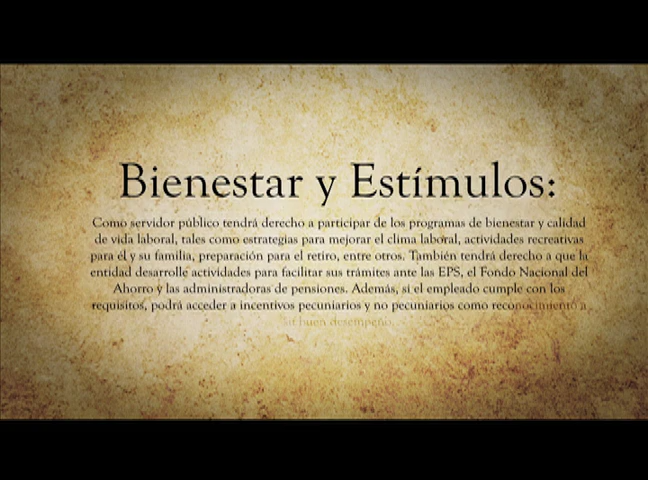 Bienestar y Estímulos:
Como servidor público tendrá derecho a participar de los programas de bienestar y calidad
de vida laboral, tales como estrategias para mejorar el clima laboral, actividades recreativas
para él y su familia, preparación para el retiro, entre otros. También tendrá derecho a que la
entidad desarrolle actividades para facilitar sus trámites ante las EPS, el Fondo Nacional del
Ahorro y las administradoras de pensiones. Además, si el empleado cumple con los
requisitos, podrá acceder a incentivos pecuniarios y no pecuniarios como reconocimiento a
su buen desempeño.